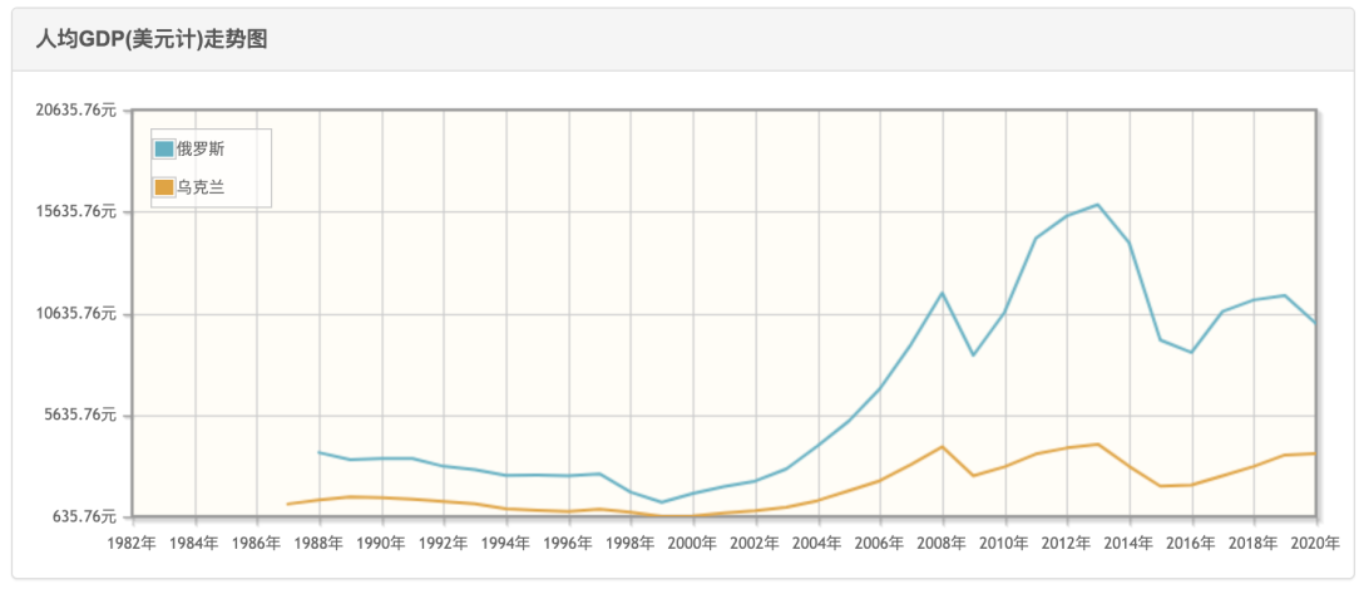 人均GDP(美元计)走势图
20635.76元
俄罗斯
乌克兰
15635.76元
10635.76元
5635.76元
635.76元
1982年 1984年 1986年 1988年 1990年 1992年 1994年 1996年 1998年 2000年 2002年 2004年 2006年 2008年 2010年 2012年 2014年 2016年 2018年 2020年